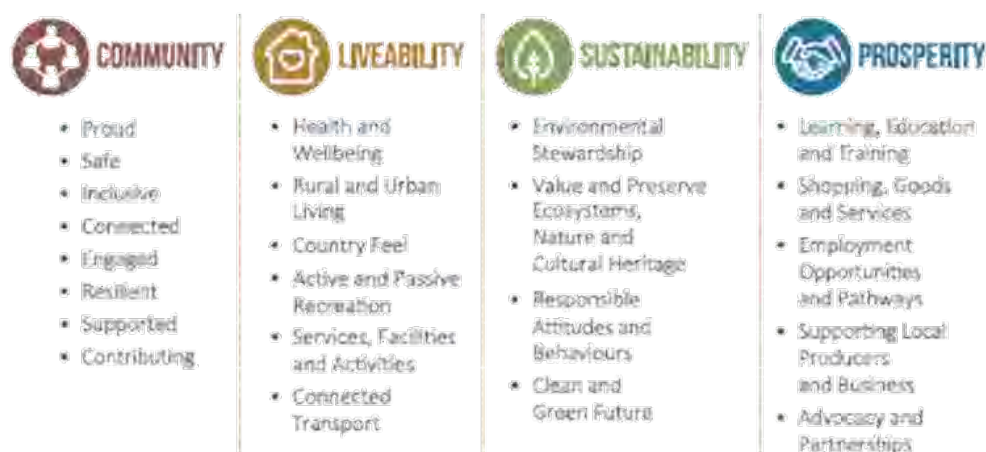 COMMUNITY
• Proud
• Safe
• Inclusive
• Connected
• Engaged
• Resilient
• Supported
• Contributing
LIVEABILITY
• Health and
Wellbeing
• Rural and Urban
Living
• Country Feel
• Active and Passive
Recreation
• Services, Facilities
and Activities
• Connected
Transport
SUSTAINABILITY
• Environmental
Stewardship
• Value and Preserve
Ecosystems,
Nature and
Cultural Heritage
• Responsible
Attitudes and
Behaviours
• Clean and
Green Future
PROSPERITY
• Learning, Education
and Training
• Shopping, Goods
and Services
• Employment
Opportunities
and Pathways
• Supporting Local
Producers
and Business
• Advocacy and
Partnerships